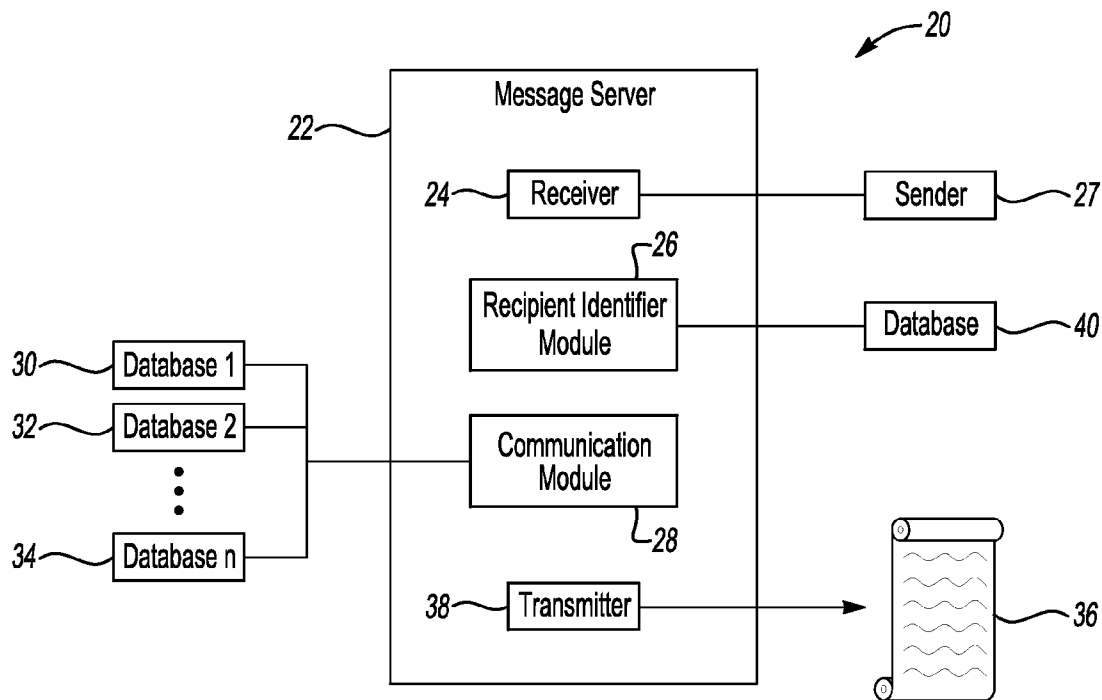 20
Message Server
22
24 Receiver Sender 27
26
Recipient Identifier
Module
Database 40
30 Database 1
32 Database 2
34 Database n
Communication
Module
28
38 Transmitter
36